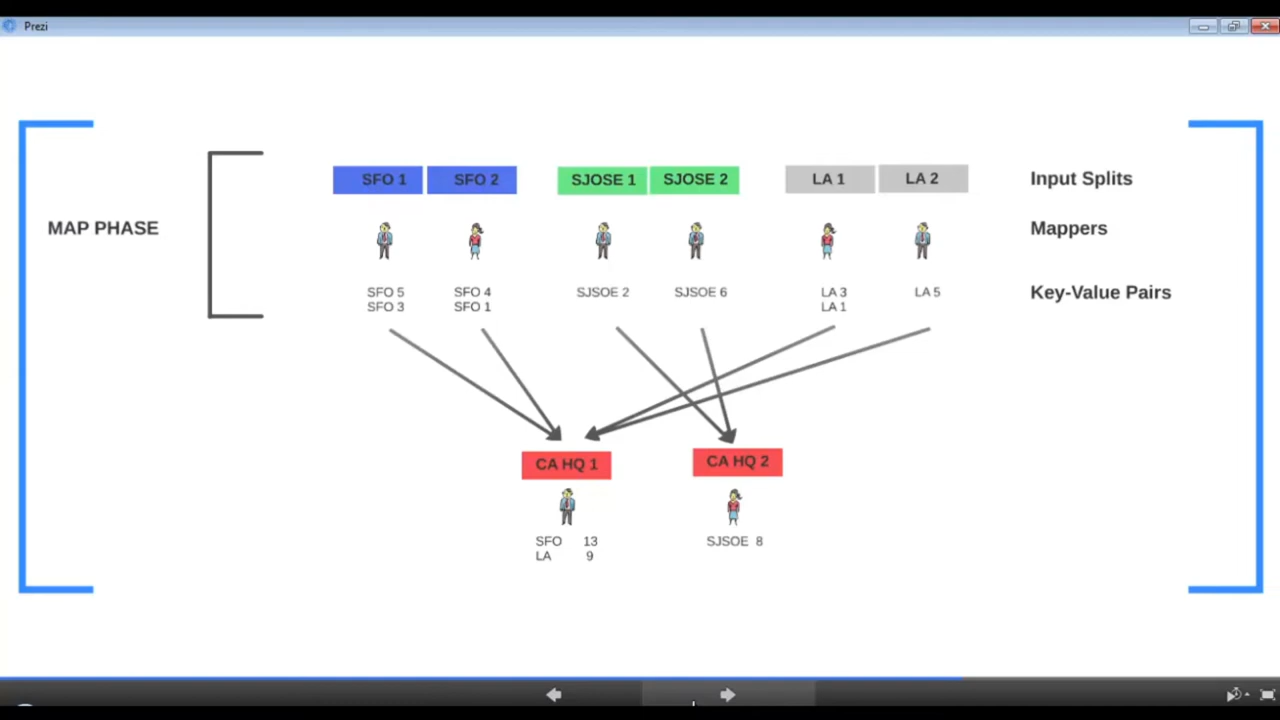 Prezi
SFO 1 SFO 2 SJOSE 1 SJOSE 2 LA 1 LA 2 Input Splits
MAP PHASE Mappers
SFO 5 SFO 4 SJSOE 2 SJSOE 6 LA 3 LA 5 Key-Value Pairs
SFO 3 SFO 1 LA 1
CA HQ 1 CA HQ 2
SFO 13 SJSOE 8
LA 9